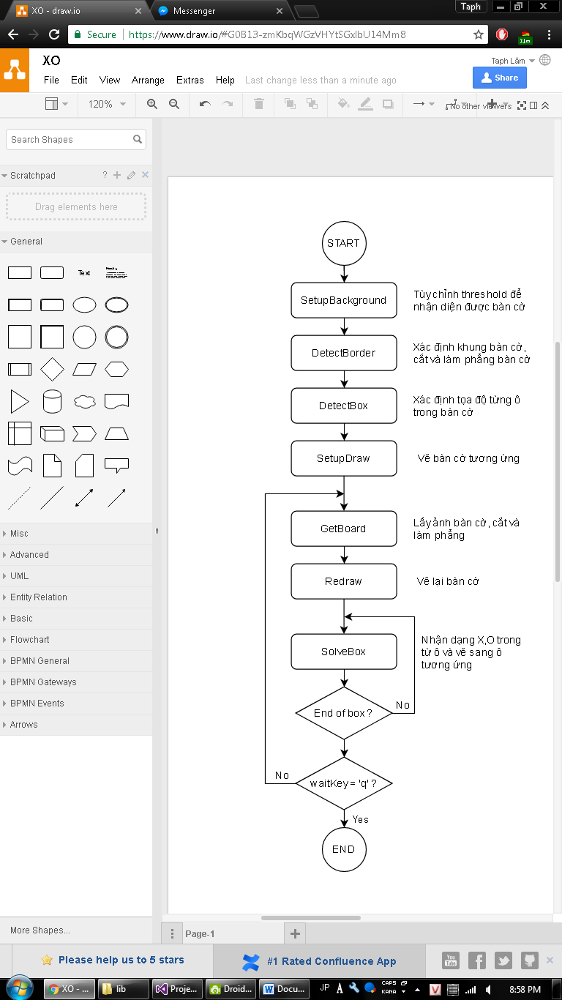 XO - draw.io
Messenger
Taph
Secure
https://www.draw.io/#G0B13-zmKbqWGzVHYtSGxlbU14Mm8
31m
XO
Taph Lâm
File
Edit
View
Arrange
Extras
Help
Last change less than a minute ago
Share
120%
No other viewers
Search Shapes
Scratchpad
?
Drag elements here
General
Text
Heading
Misc
Advanced
UML
Entity Relation
Basic
Flowchart
BPMN General
BPMN Gateways
BPMN Events
Arrows
More Shapes...
START
SetupBackground
Tùy chỉnh threshold để
nhận diện được bàn cờ
DetectBorder
Xác định khung bàn cờ,
cắt và làm phẳng bàn cờ
DetectBox
Xác định tọa độ từng ô
trong bàn cờ
SetupDraw
Vẽ bàn cờ tương ứng
GetBoard
Lấy ảnh bàn cờ, cắt và
làm phẳng
Redraw
Vẽ lại bàn cờ
SolveBox
Nhận dạng X,O trong
từ ô và vẽ sang ô
tương ứng
End of box?
No
waitKey = 'q' ?
No
Yes
END
Page-1
Please help us to 5 stars
#1 Rated Confluence App
You
Tube
XO - ...
lib
Proje...
Droid...
Docu...
JP
A
CAPS
KANA
V
8:58 PM